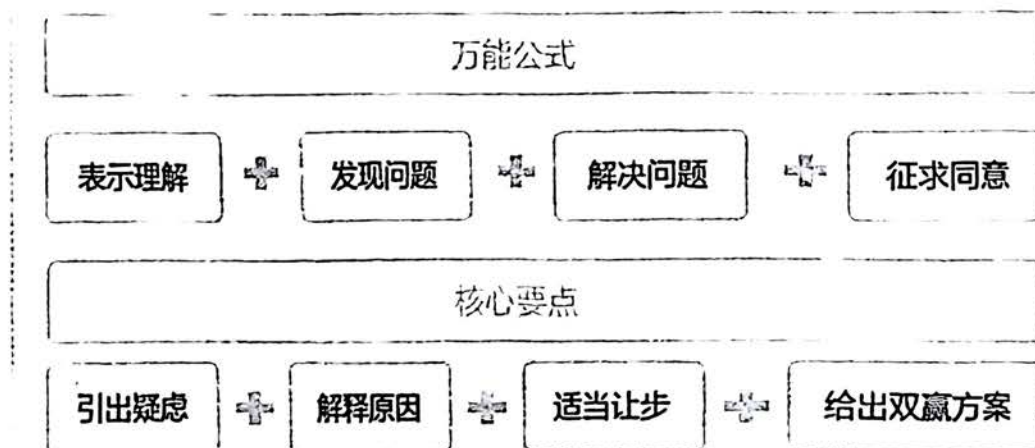 万能公式
表示理解 + 发现问题 + 解决问题 + 征求同意
核心要点
引出疑虑 + 解释原因 + 适当让步 + 给出双赢方案